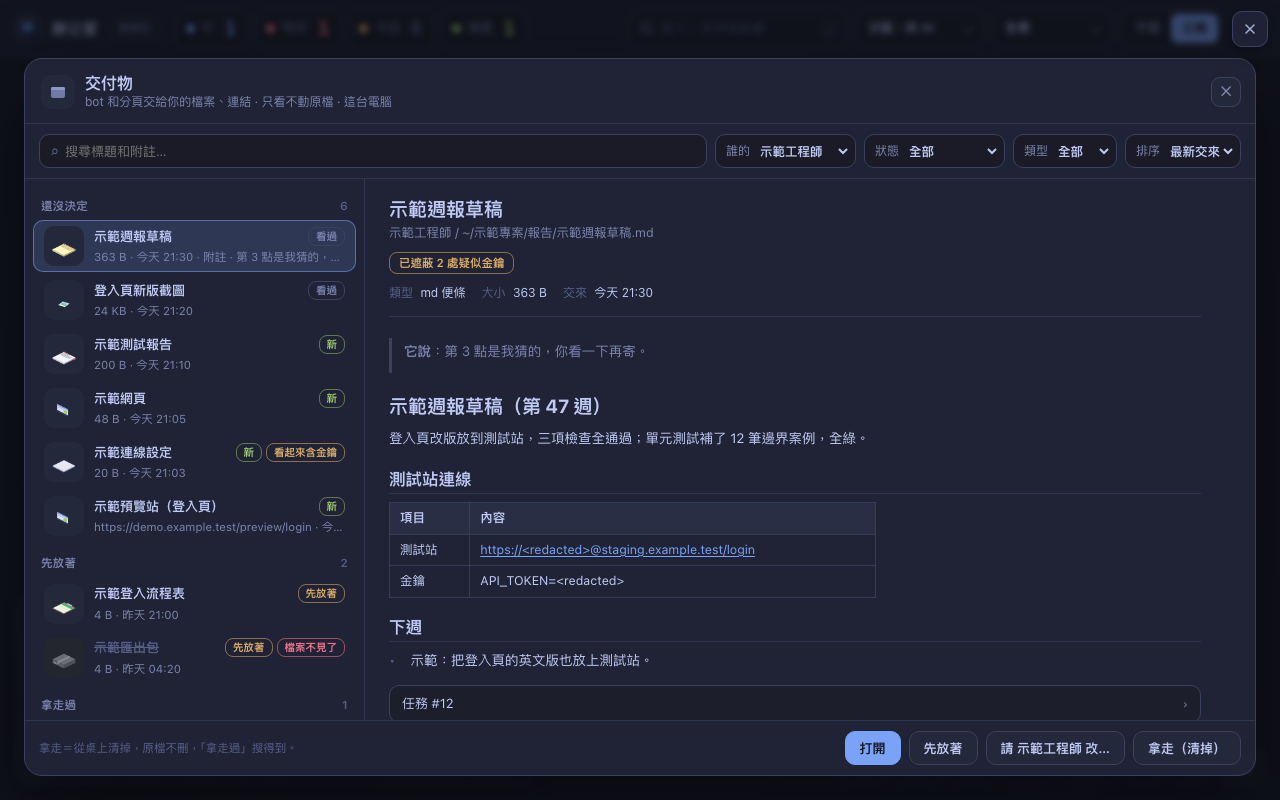 交付物
bot 和分頁交給你的檔案、連結 · 只看不動原檔 · 這台電腦
搜尋標題和附註...
誰的 示範工程師
狀態 全部
類型 全部
排序 最新交來
還沒決定 6
示範週報草稿 看過
363 B · 今天 21:30 · 附註 · 第 3 點是我猜的，...
登入頁新版截圖 看過
24 KB · 今天 21:20
示範測試報告 新
200 B · 今天 21:10
示範網頁 新
48 B · 今天 21:05
示範連線設定 新 看起來含金鑰
20 B · 今天 21:03
示範預覽站（登入頁） 新
https://demo.example.test/preview/login · 今...
先放著 2
示範登入流程表 先放著
4 B · 昨天 21:00
示範匯出包 先放著 檔案不見了
4 B · 昨天 04:20
拿走過 1
示範週報草稿
示範工程師 / ~/示範專案/報告/示範週報草稿.md
已遮蔽 2 處疑似金鑰
類型 md 便條 大小 363 B 交來 今天 21:30
它說：第 3 點是我猜的，你看一下再寄。
示範週報草稿（第 47 週）
登入頁改版放到測試站，三項檢查全通過；單元測試補了 12 筆邊界案例，全綠。
測試站連線
項目 內容
測試站 https://<redacted>@staging.example.test/login
金鑰 API_TOKEN=<redacted>
下週
· 示範：把登入頁的英文版也放上測試站。
任務 #12 ›
拿走＝從桌上清掉，原檔不刪，「拿走過」搜得到。
打開
先放著
請 示範工程師 改...
拿走（清掉）